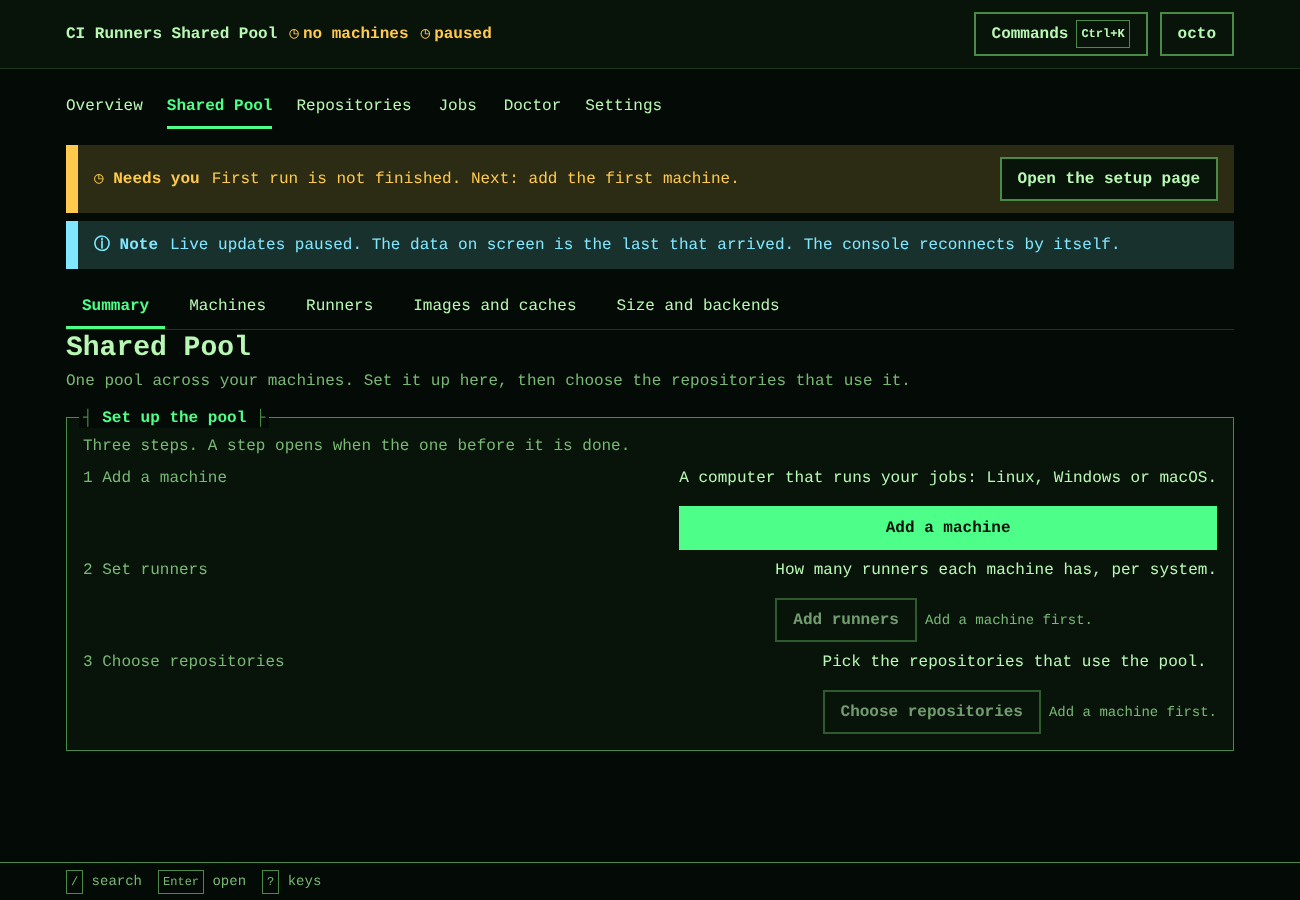 CI Runners Shared Pool ◷ no machines ◷ paused
Commands Ctrl+K octo
Overview Shared Pool Repositories Jobs Doctor Settings
◷ Needs you First run is not finished. Next: add the first machine. Open the setup page
ⓘ Note Live updates paused. The data on screen is the last that arrived. The console reconnects by itself.
Summary Machines Runners Images and caches Size and backends
Shared Pool
One pool across your machines. Set it up here, then choose the repositories that use it.
Set up the pool
Three steps. A step opens when the one before it is done.
1 Add a machine A computer that runs your jobs: Linux, Windows or macOS.
Add a machine
2 Set runners How many runners each machine has, per system.
Add runners Add a machine first.
3 Choose repositories Pick the repositories that use the pool.
Choose repositories Add a machine first.
/ search Enter open ? keys